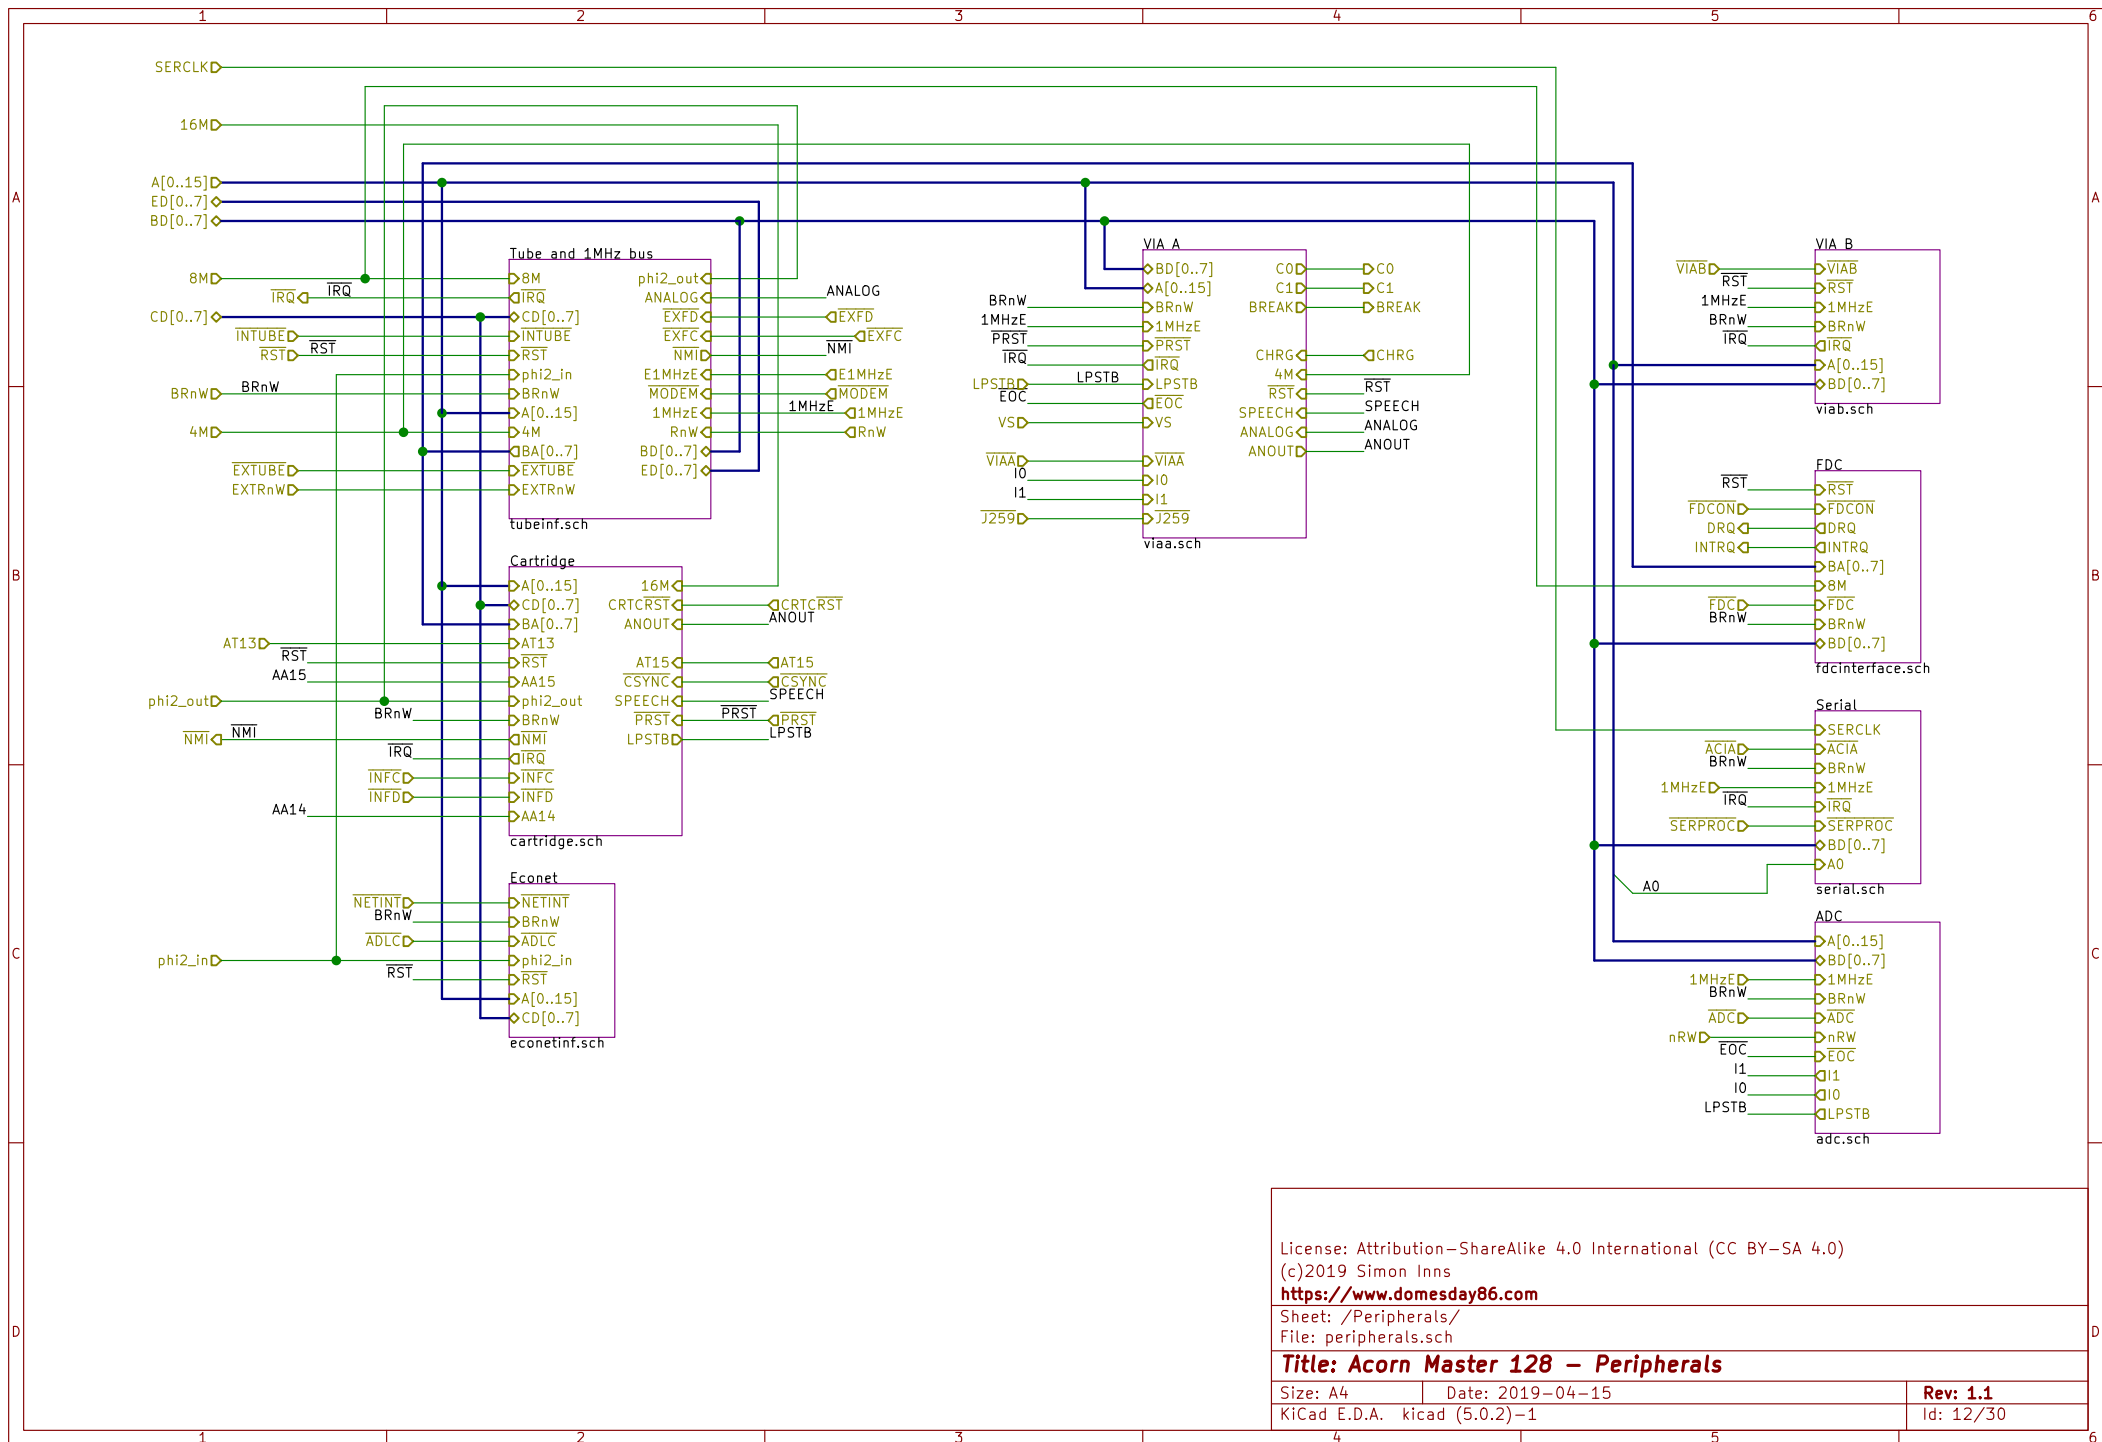 1 2 3 4 5 6
SERCLK
16M
A[0..15]
ED[0..7]
BD[0..7]
8M
IRQ
IRQ
CD[0..7]
INTUBE
RST
RST
BRnW
BRnW
4M
EXTUBE
EXTRnW
Tube and 1MHz bus
8M
IRQ
CD[0..7]
INTUBE
RST
phi2_in
BRnW
A[0..15]
4M
BA[0..7]
EXTUBE
EXTRnW
phi2_out
ANALOG
EXFD
EXFC
NMI
E1MHzE
MODEM
1MHzE
RnW
BD[0..7]
ED[0..7]
tubeinf.sch
ANALOG
EXFD
EXFC
NMI
E1MHzE
MODEM
1MHzE
1MHzE
RnW
AT13
RST
AA15
phi2_out
BRnW
NMI
NMI
IRQ
INFC
INFD
AA14
Cartridge
A[0..15]
CD[0..7]
BA[0..7]
AT13
RST
AA15
phi2_out
BRnW
NMI
IRQ
INFC
INFD
AA14
16M
CRTCRST
ANOUT
AT15
CSYNC
SPEECH
PRST
LPSTB
cartridge.sch
CRTCRST
ANOUT
AT15
CSYNC
SPEECH
PRST
PRST
LPSTB
NETINT
BRnW
ADLC
phi2_in
RST
Econet
NETINT
BRnW
ADLC
phi2_in
RST
A[0..15]
CD[0..7]
econetinf.sch
BRnW
1MHzE
PRST
IRQ
LPSTB
LPSTB
EOC
VS
VIAA
I0
I1
J259
VIA A
BD[0..7]
A[0..15]
BRnW
1MHzE
PRST
IRQ
LPSTB
EOC
VS
VIAA
I0
I1
J259
C0
C1
BREAK
CHRG
4M
RST
SPEECH
ANALOG
ANOUT
viaa.sch
C0
C1
BREAK
CHRG
RST
SPEECH
ANALOG
ANOUT
VIAB
RST
1MHzE
BRnW
IRQ
VIA B
VIAB
RST
1MHzE
BRnW
IRQ
A[0..15]
BD[0..7]
viab.sch
RST
FDCON
DRQ
INTRQ
FDC
BRnW
FDC
RST
FDCON
DRQ
INTRQ
BA[0..7]
8M
FDC
BRnW
BD[0..7]
fdcinterface.sch
ACIA
BRnW
1MHzE
IRQ
SERPROC
A0
Serial
SERCLK
ACIA
BRnW
1MHzE
IRQ
SERPROC
BD[0..7]
A0
serial.sch
1MHzE
BRnW
ADC
nRW
EOC
I1
I0
LPSTB
ADC
A[0..15]
BD[0..7]
1MHzE
BRnW
ADC
nRW
EOC
I1
I0
LPSTB
adc.sch
A A
B B
C C
D D
License: Attribution-ShareAlike 4.0 International (CC BY-SA 4.0)
(c)2019 Simon Inns
https://www.domesday86.com
Sheet: /Peripherals/
File: peripherals.sch
Title: Acorn Master 128 - Peripherals
Size: A4 Date: 2019-04-15 Rev: 1.1
KiCad E.D.A. kicad (5.0.2)-1 Id: 12/30
1 2 3 4 5 6